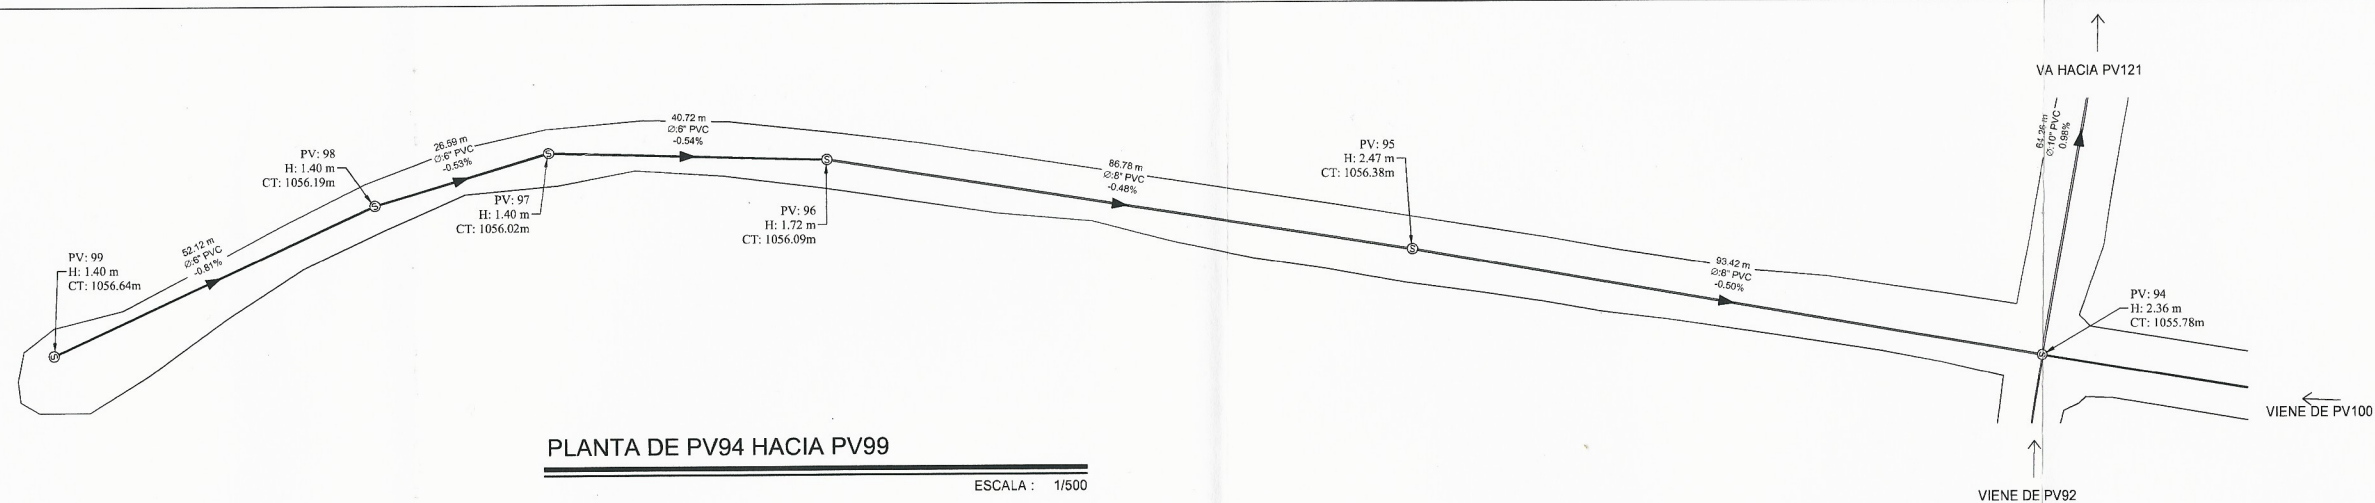 PV: 99
H: 1.40 m
CT: 1056.64m
52.12 m
Ø:6" PVC
-0.81%
PV: 98
H: 1.40 m
CT: 1056.19m
26.59 m
Ø:6" PVC
-0.53%
PV: 97
H: 1.40 m
CT: 1056.02m
40.72 m
Ø:6" PVC
-0.54%
PV: 96
H: 1.72 m
CT: 1056.09m
86.78 m
Ø:8" PVC
-0.48%
PV: 95
H: 2.47 m
CT: 1056.38m
93.42 m
Ø:8" PVC
-0.50%
VA HACIA PV121
64.26 m
Ø:10" PVC
0.98%
PV: 94
H: 2.36 m
CT: 1055.78m
VIENE DE PV100
VIENE DE PV92
PLANTA DE PV94 HACIA PV99
ESCALA : 1/500